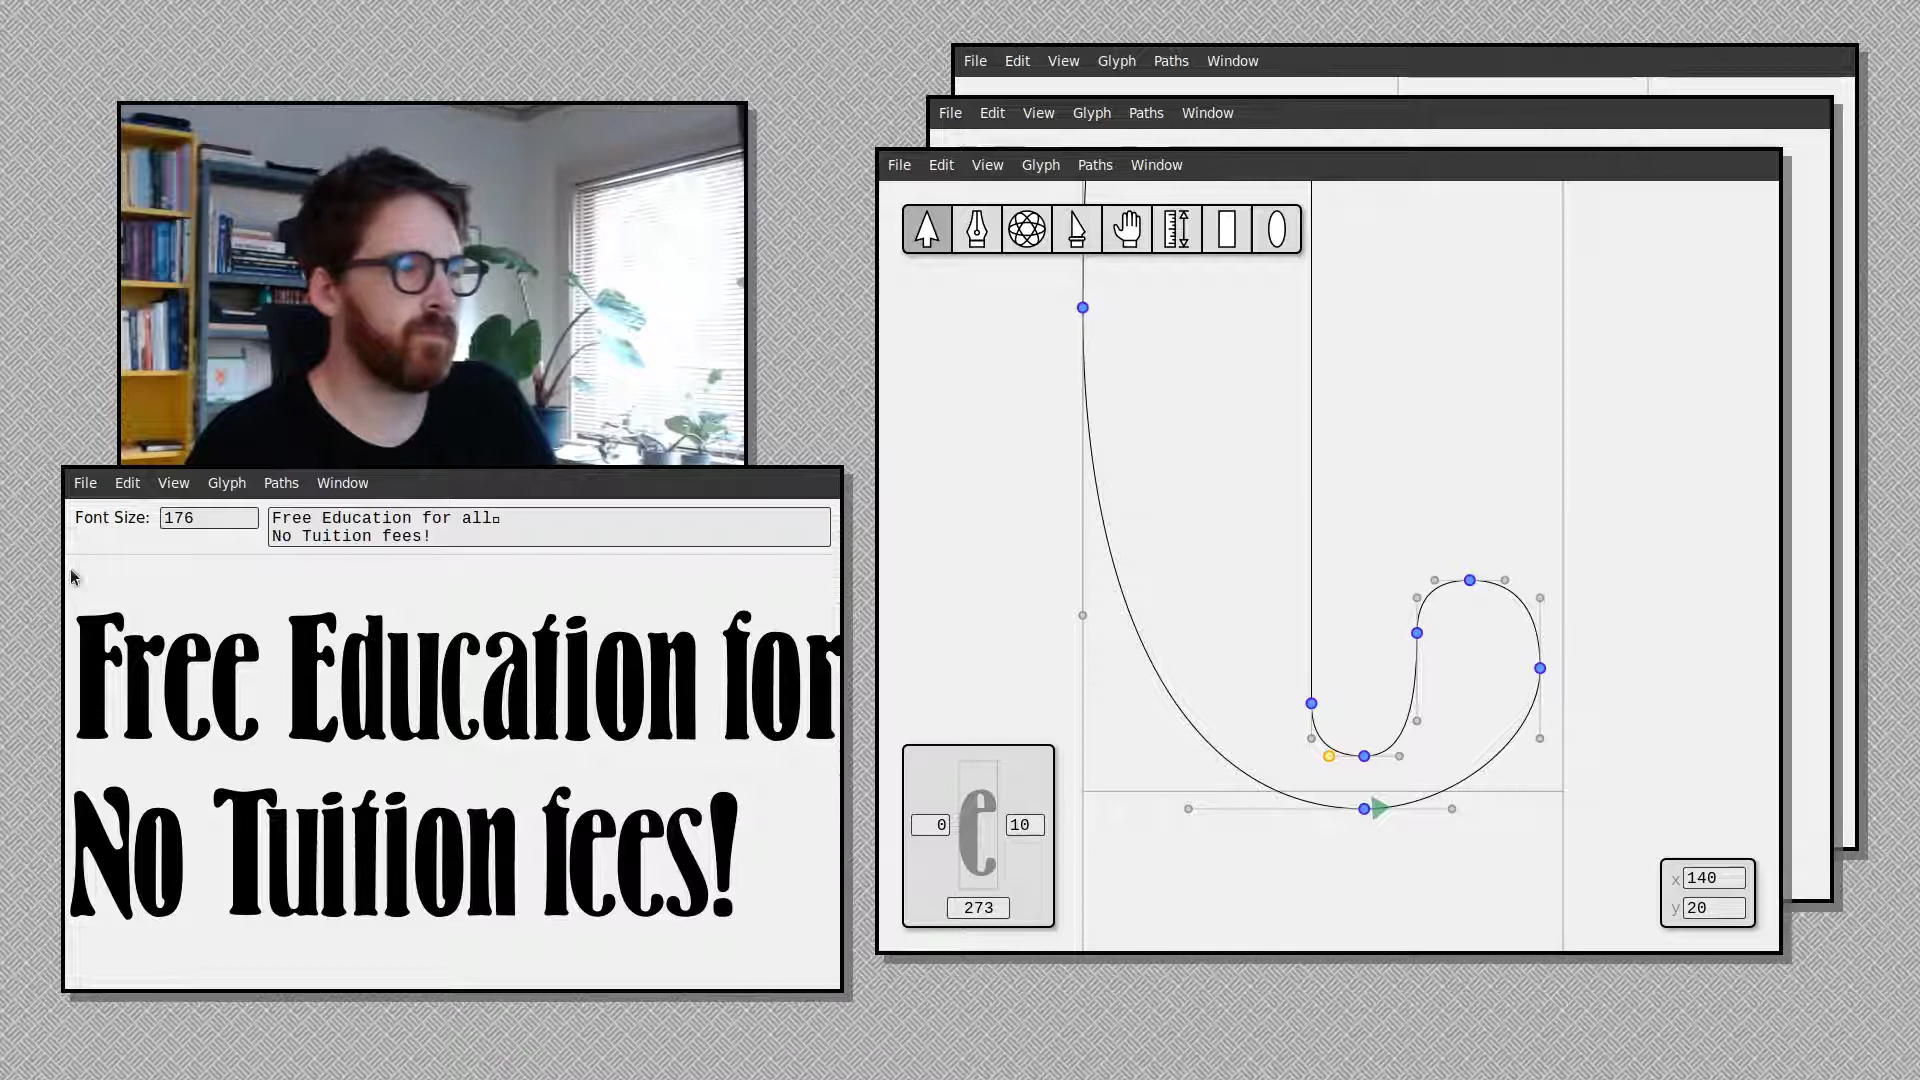 File Edit View Glyph Paths Window
File Edit View Glyph Paths Window
File Edit View Glyph Paths Window
File Edit View Glyph Paths Window
Font Size: 176
Free Education for all
No Tuition fees!
Free Education for
No Tuition fees!
e
0
10
273
x 140
y 20